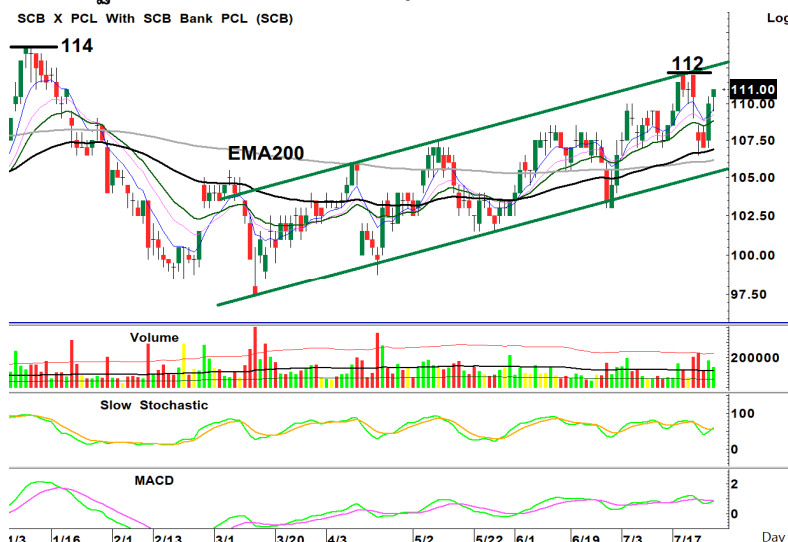 SCB X PCL With SCB Bank PCL (SCB)
Log
114
112
111.00
110.00
EMA200
107.50
105.00
102.50
100.00
97.50
Volume
200000
Slow Stochastic
100
0
MACD
2
0
1/3 1/16 2/1 2/13 3/1 3/20 4/3 5/2 5/22 6/1 6/19 7/3 7/17 Day